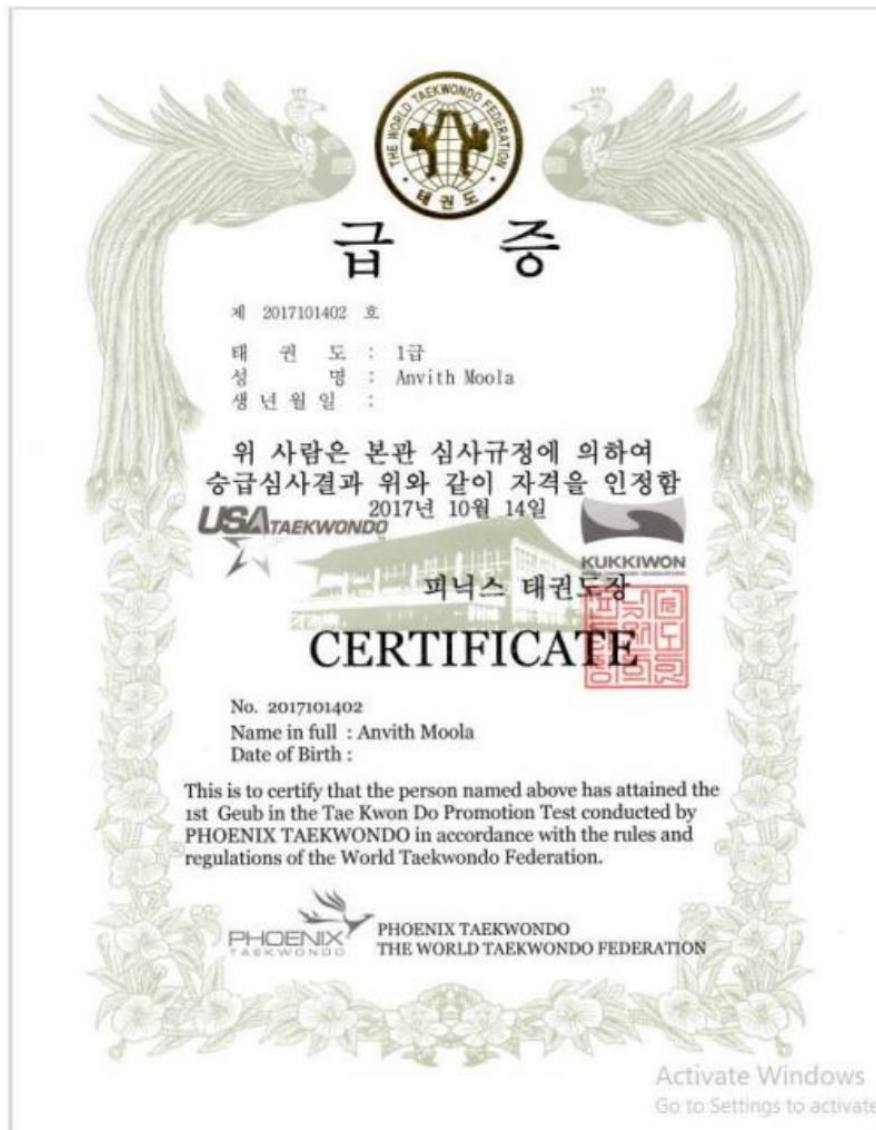 THE WORLD TAEKWONDO FEDERATION
태권도
급 증
제 2017101402 호
태 권 도 : 1급
성 명 : Anvith Moola
생년월일 :
위 사람은 본관 심사규정에 의하여
승급심사결과 위와 같이 자격을 인정함
2017년 10월 14일
USA TAEKWONDO
KUKKIWON
피닉스 태권도장
CERTIFICATE
No. 2017101402
Name in full : Anvith Moola
Date of Birth :
This is to certify that the person named above has attained the
1st Geub in the Tae Kwon Do Promotion Test conducted by
PHOENIX TAEKWONDO in accordance with the rules and
regulations of the World Taekwondo Federation.
PHOENIX
TAEKWONDO
PHOENIX TAEKWONDO
THE WORLD TAEKWONDO FEDERATION
Activate Windows
Go to Settings to activate